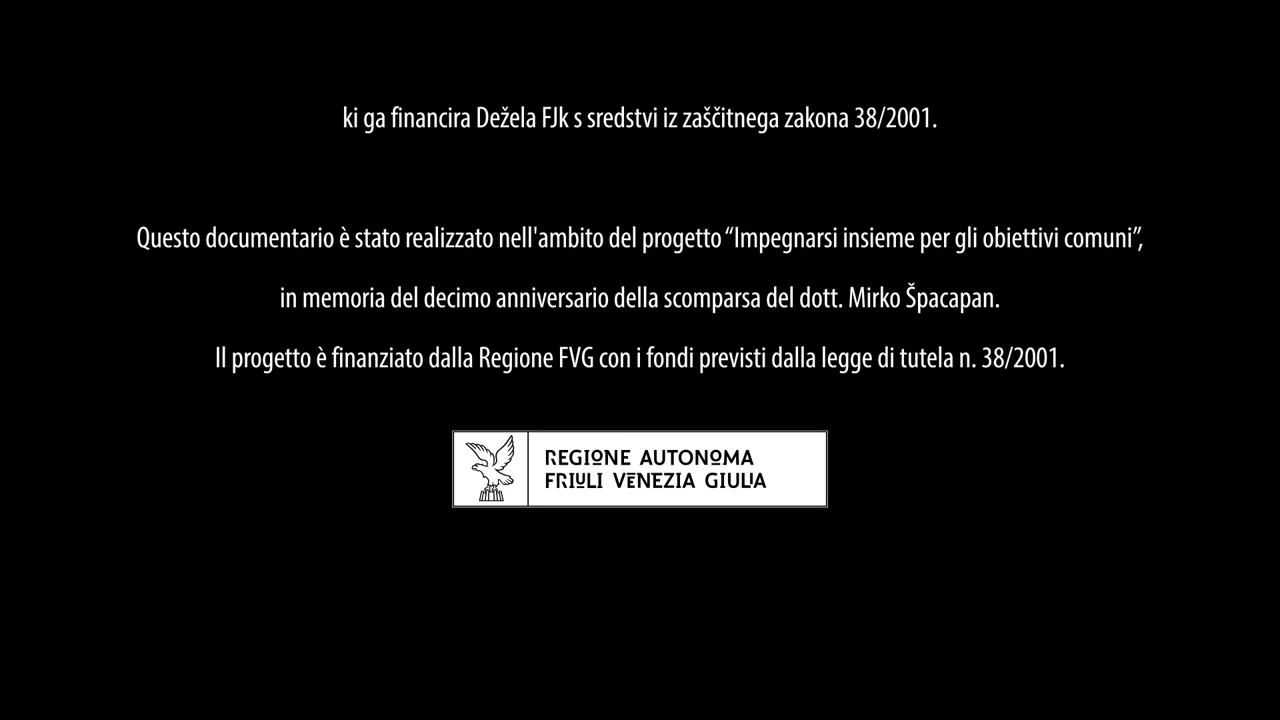 ki ga financira Dežela FJk s sredstvi iz zaščitnega zakona 38/2001.
Questo documentario è stato realizzato nell'ambito del progetto “Impegnarsi insieme per gli obiettivi comuni”,
in memoria del decimo anniversario della scomparsa del dott. Mirko Špacapan.
Il progetto è finanziato dalla Regione FVG con i fondi previsti dalla legge di tutela n. 38/2001.
REGIONE AUTONOMA
FRIULI VENEZIA GIULIA